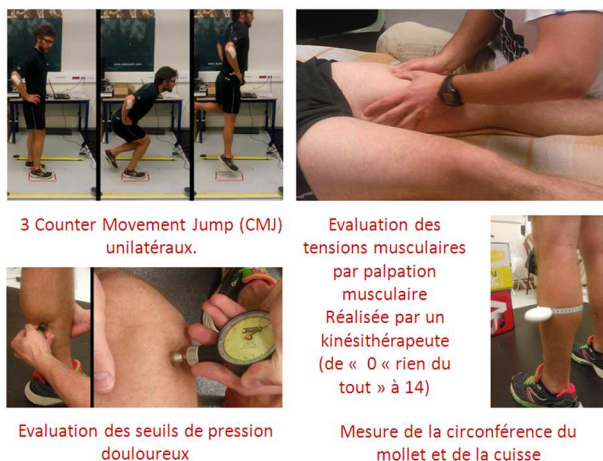 3 Counter Movement Jump (CMJ)
unilatéraux.
Evaluation des
tensions musculaires
par palpation
musculaire
Réalisée par un
kinésithérapeute
(de « 0 « rien du
tout » à 14)
Evaluation des seuils de pression
douloureux
Mesure de la circonférence du
mollet et de la cuisse